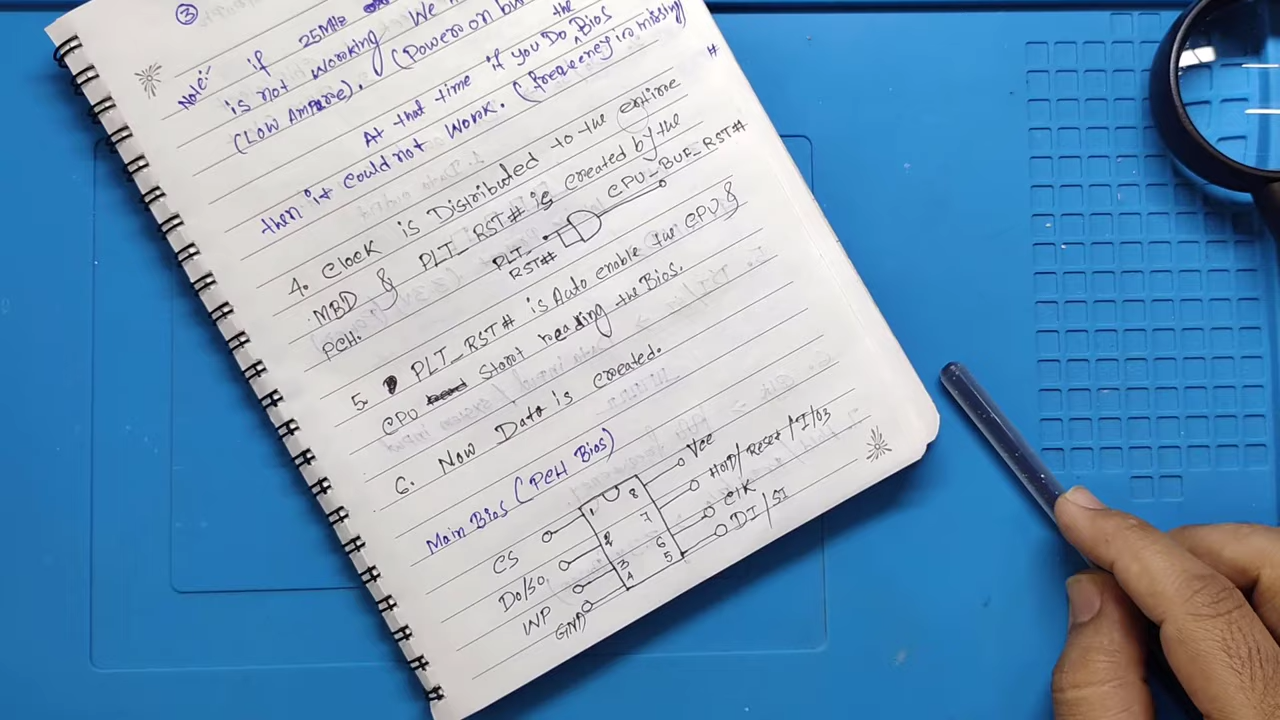 3
Note:- if 25MHz
is not working We
(Low Ampare). (Power on but
At that time if you Do the Bios
then it could not work. (frequency is missing)
#
4. Clock is Distributed to the entire
MBD & PLT_RST# is created by the
PCH.
PLT_RST#
CPU_BUF_RST#
5. PLT_RST# is Auto enable for CPU &
CPU Start reading the Bios.
6. Now Data is created.
Main Bios (PCH Bios)
CS 1 8 Vcc
DO/SO 2 7 HolD/Reset/I/O3
WP 3 6 ClK
GND 4 5 DI/SI